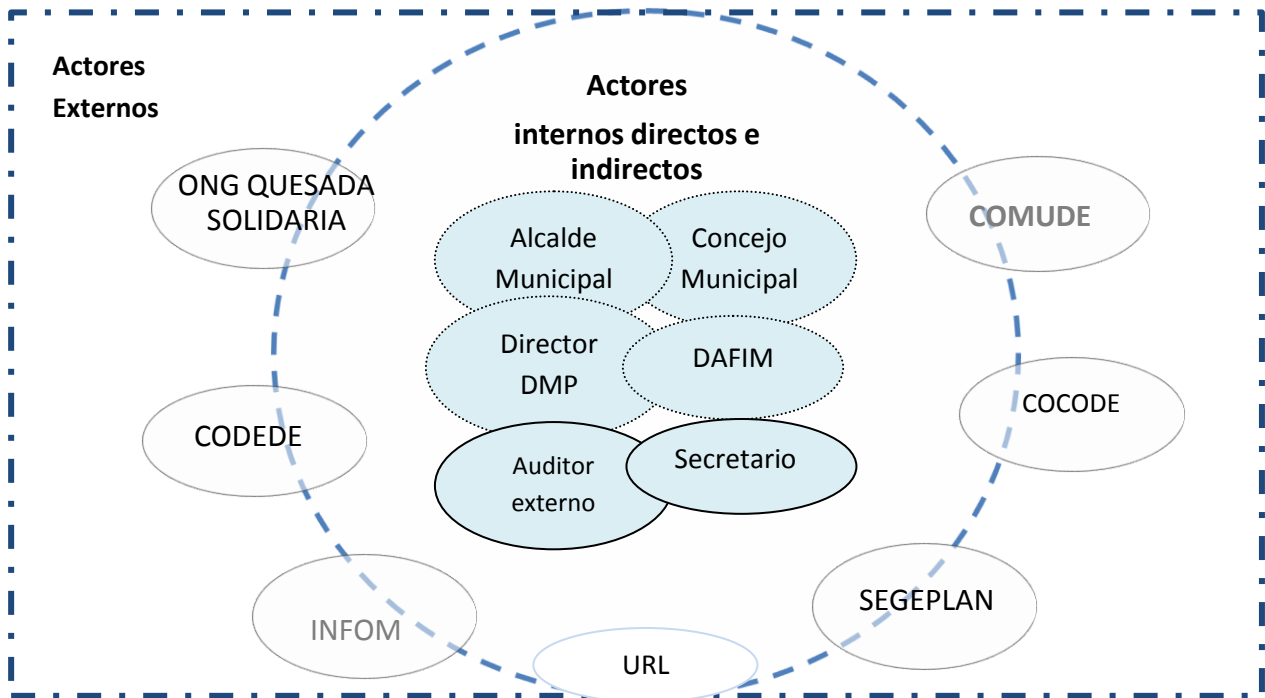 Actores
Externos
Actores
internos directos e
indirectos
ONG QUESADA
SOLIDARIA
COMUDE
Alcalde
Municipal
Concejo
Municipal
Director
DMP
DAFIM
CODEDE
COCODE
Auditor
externo
Secretario
INFOM
SEGEPLAN
URL